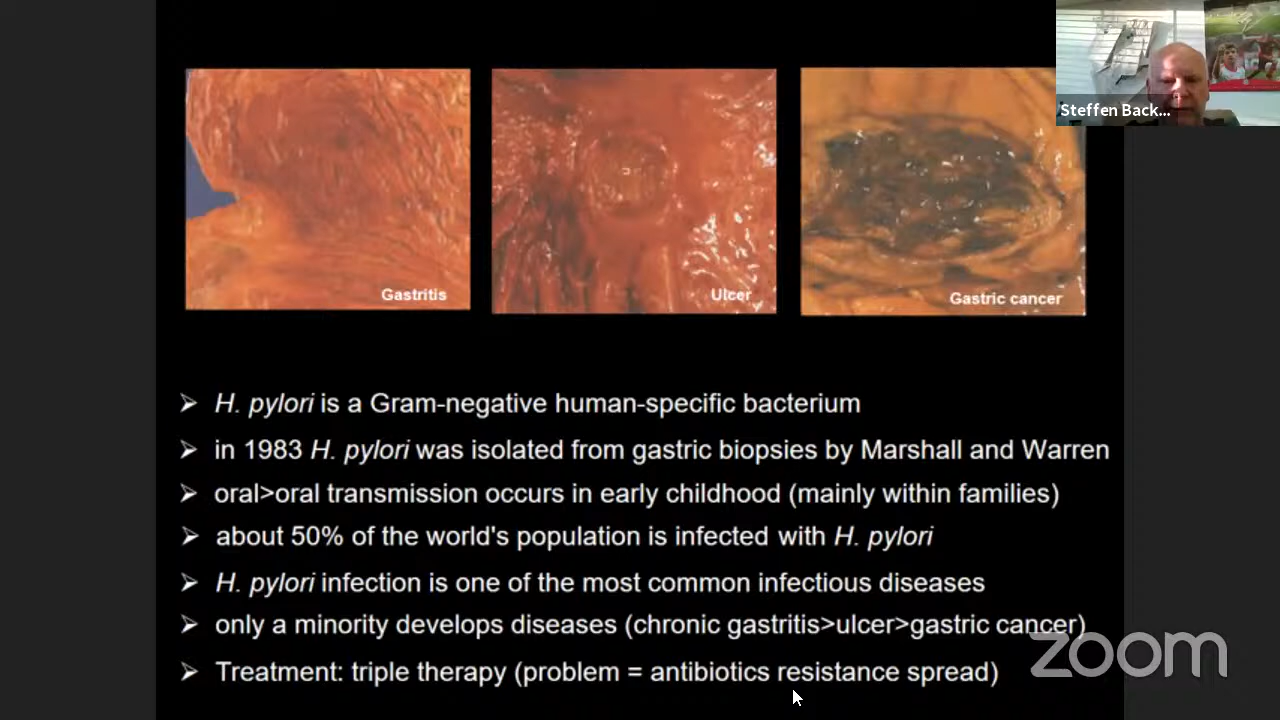 Steffen Back...
Gastritis
Ulcer
Gastric cancer
➢ H. pylori is a Gram-negative human-specific bacterium
➢ in 1983 H. pylori was isolated from gastric biopsies by Marshall and Warren
➢ oral>oral transmission occurs in early childhood (mainly within families)
➢ about 50% of the world's population is infected with H. pylori
➢ H. pylori infection is one of the most common infectious diseases
➢ only a minority develops diseases (chronic gastritis>ulcer>gastric cancer)
➢ Treatment: triple therapy (problem = antibiotics resistance spread)
zoom